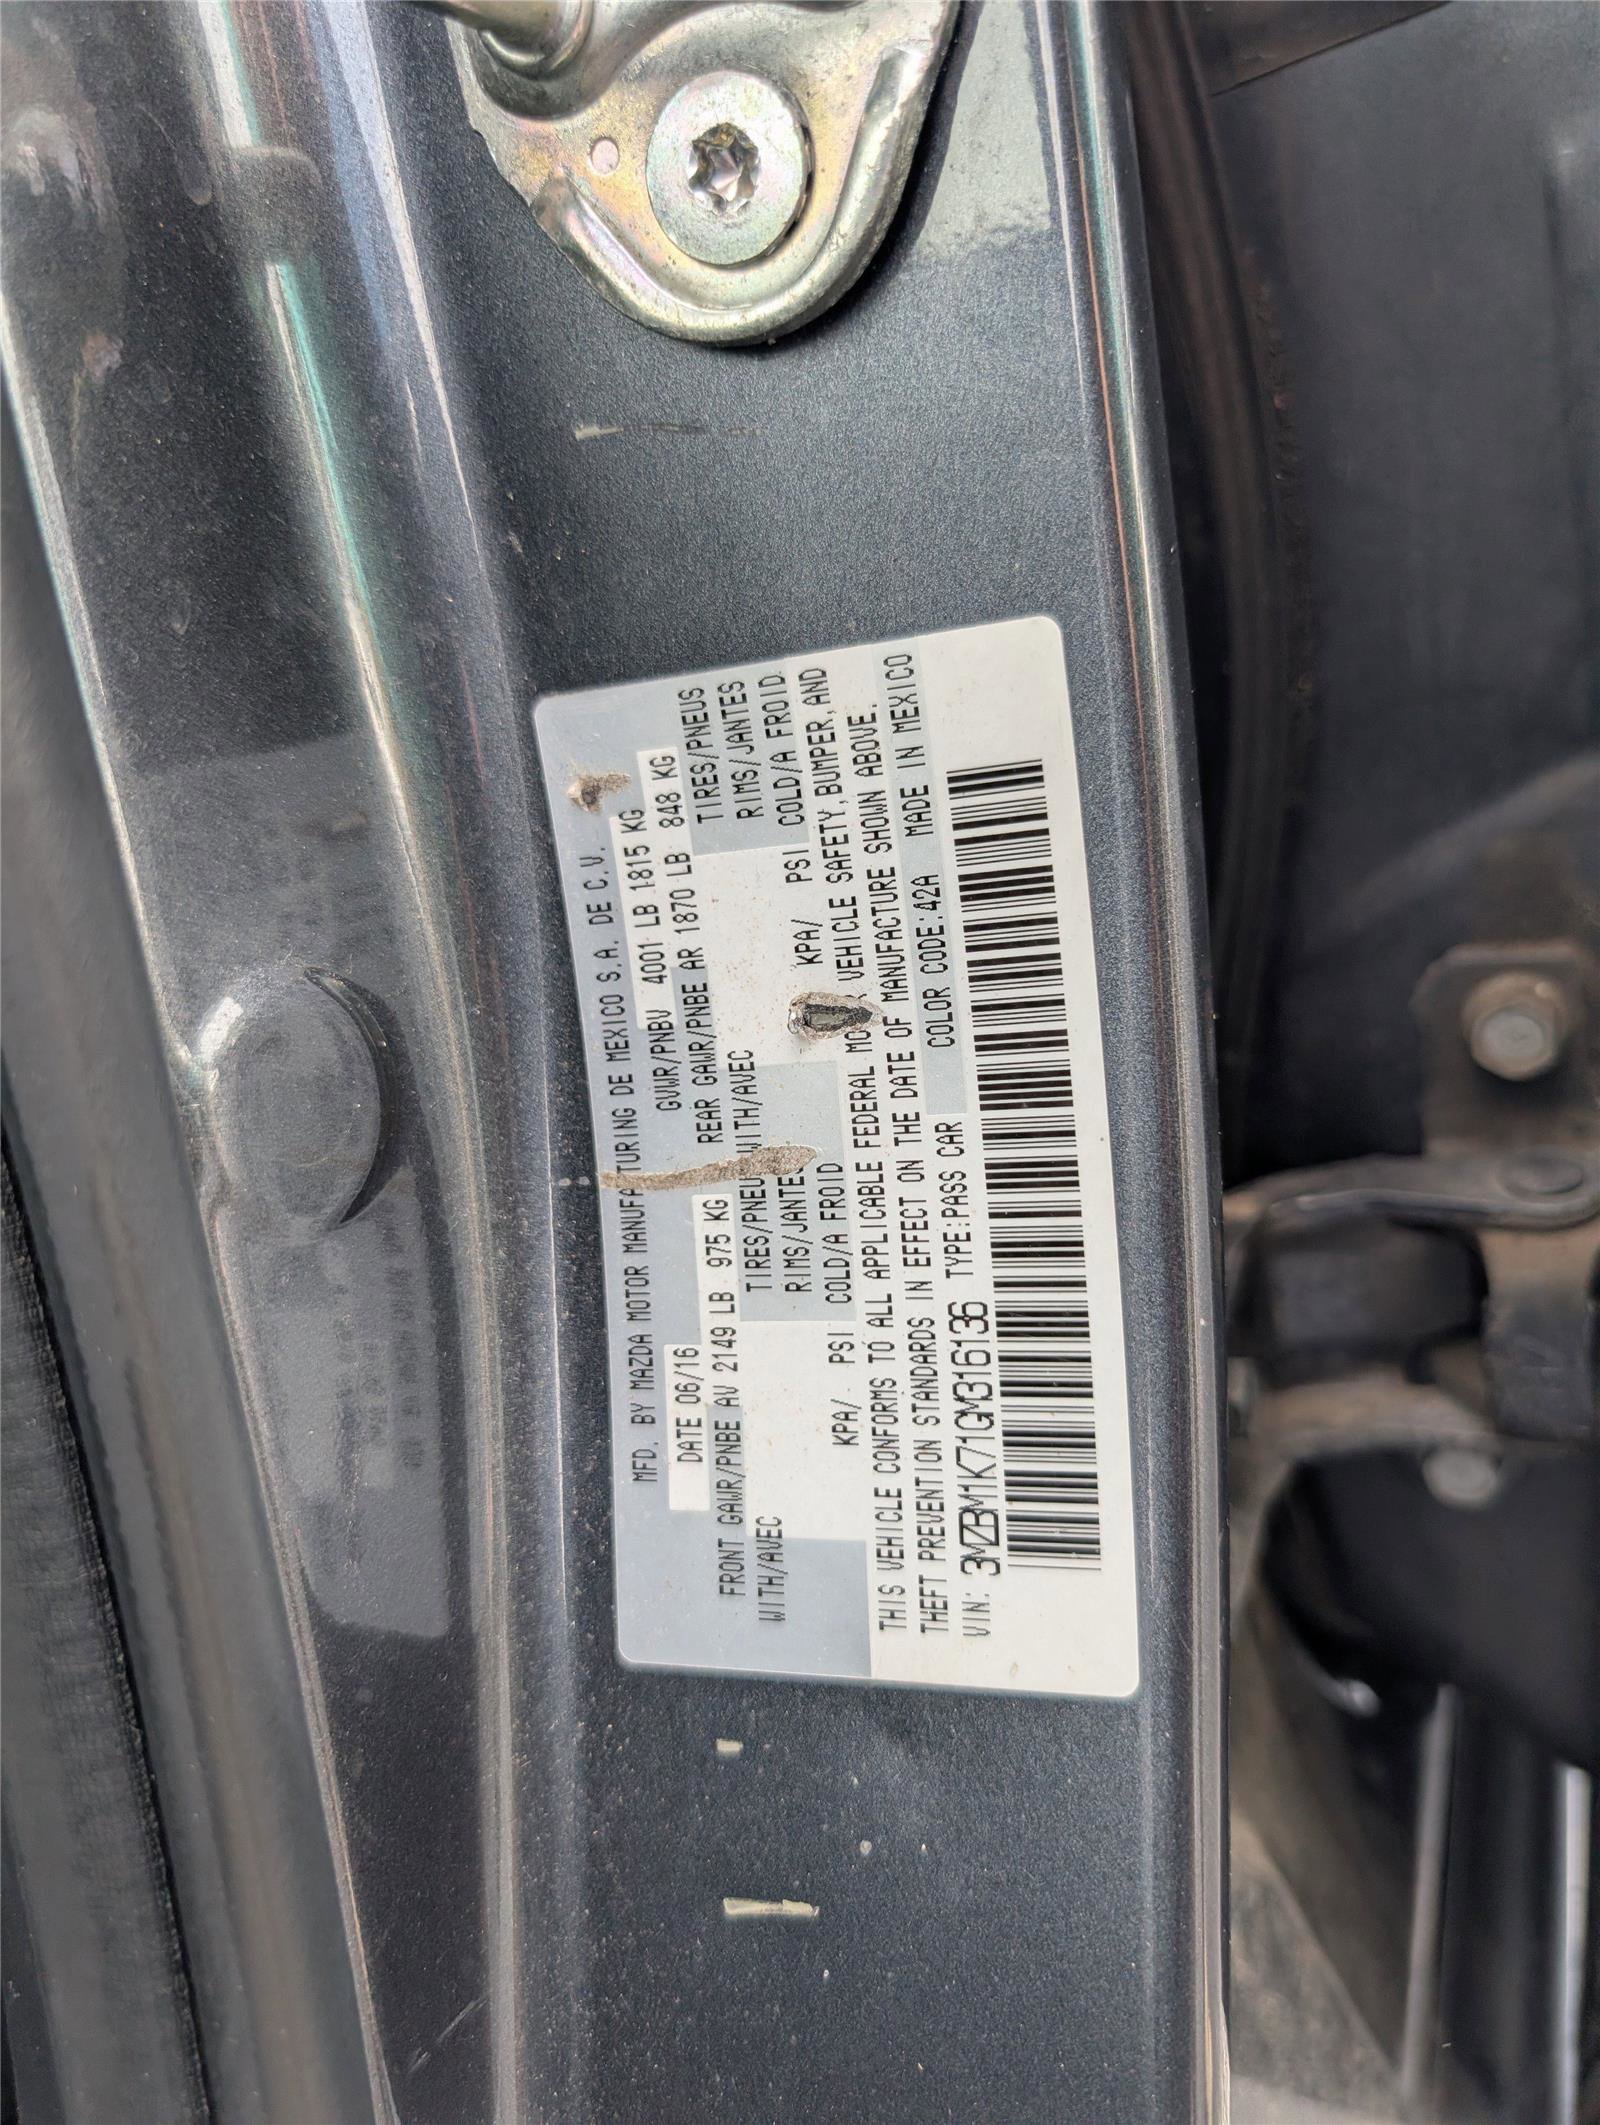 MFD. BY MAZDA MOTOR MANUFACTURING DE MEXICO S.A. DE C.V.
DATE 06/16 GVWR/PNBV 4001 LB 1815 KG
FRONT GAWR/PNBE AV 2149 LB 975 KG REAR GAWR/PNBE AR 1870 LB 848 KG
WITH/AVEC TIRES/PNEUS WITH/AVEC TIRES/PNEUS
RIMS/JANTES RIMS/JANTES
KPA/ PSI COLD/A FROID KPA/ PSI COLD/A FROID
THIS VEHICLE CONFORMS TO ALL APPLICABLE FEDERAL VEHICLE SAFETY, BUMPER, AND
THEFT PREVENTION STANDARDS IN EFFECT ON THE DATE OF MANUFACTURE SHOWN ABOVE.
VIN: 3MZBM1K71GM316136 TYPE:PASS CAR COLOR CODE:42A MADE IN MEXICO